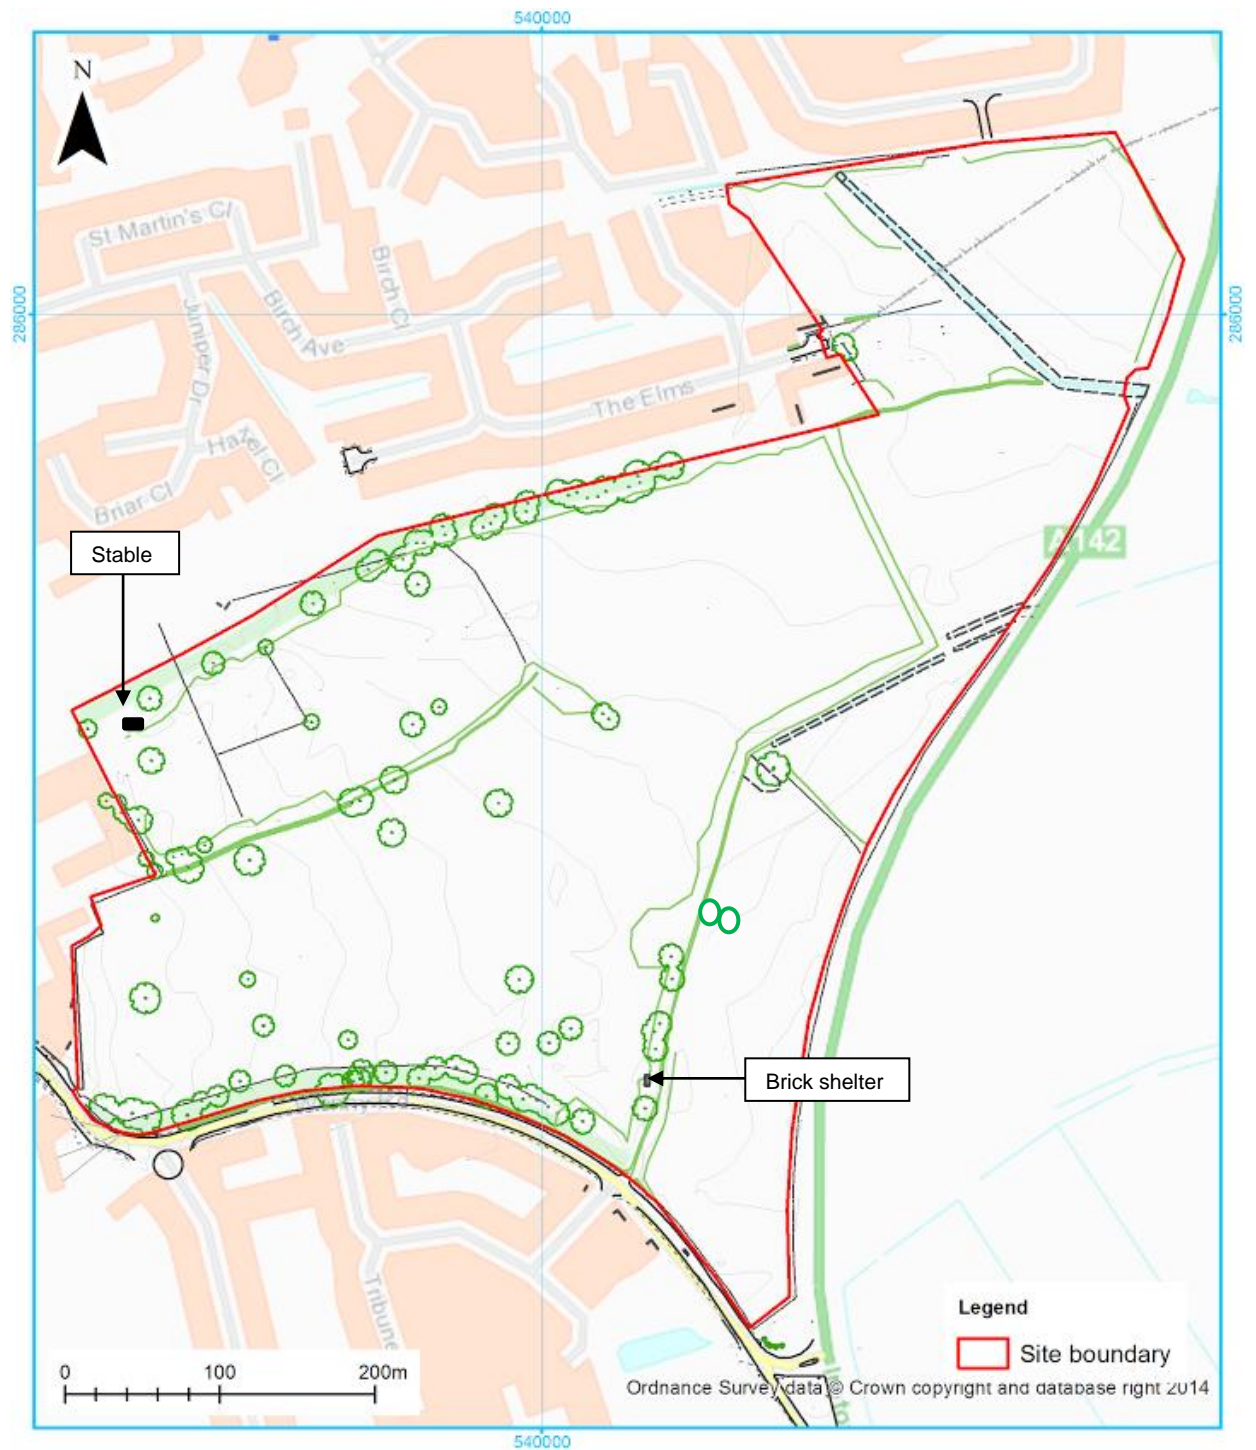 540000
N
St Martin's Cl
Birch Cl
286000
286000
Juniper Dr
Birch Ave
The Elms
Hazel Cl
Briar Cl
A 142
Stable
Brick shelter
Tribune
Legend
Site boundary
0 100 200m
Ordnance Survey data © Crown copyright and database right 2014
540000